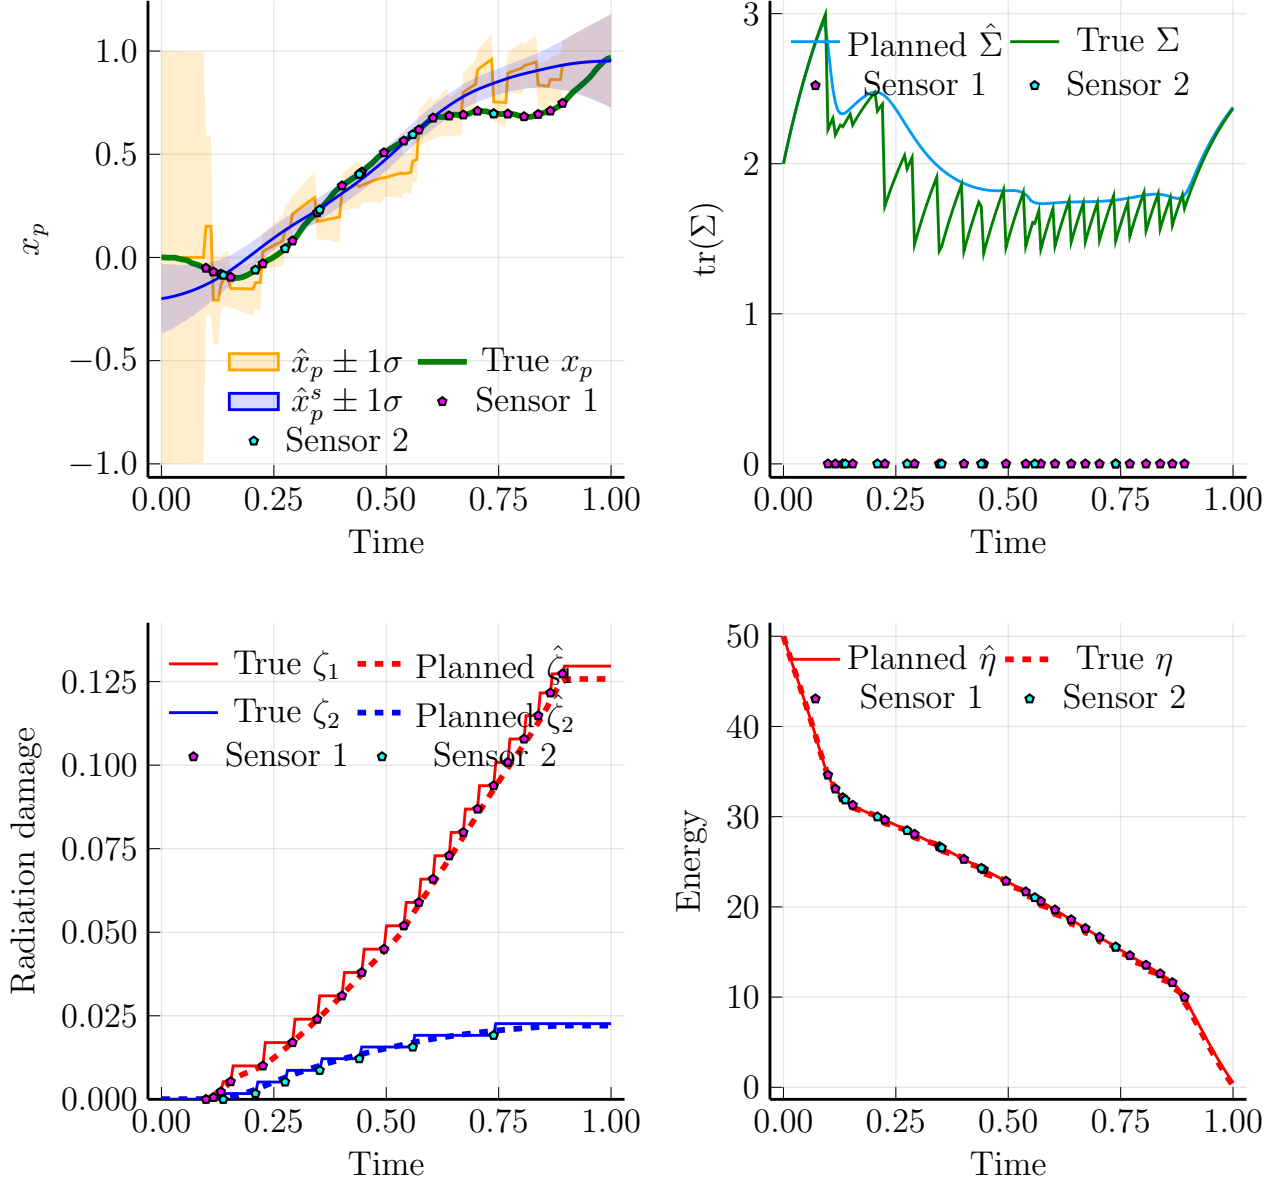 1.0
0.5
0.0
−0.5
−1.0
x_p
x̂_p ± 1σ
True x_p
x̂_p^s ± 1σ
Sensor 1
Sensor 2
0.00 0.25 0.50 0.75 1.00
Time
3
2
1
0
tr(Σ)
Planned Σ̂
True Σ
Sensor 1
Sensor 2
0.00 0.25 0.50 0.75 1.00
Time
0.125
0.100
0.075
0.050
0.025
0.000
Radiation damage
True ζ₁
Planned ζ̂₁
True ζ₂
Planned ζ̂₂
Sensor 1
Sensor 2
0.00 0.25 0.50 0.75 1.00
Time
50
40
30
20
10
0
Energy
Planned η̂
True η
Sensor 1
Sensor 2
0.00 0.25 0.50 0.75 1.00
Time